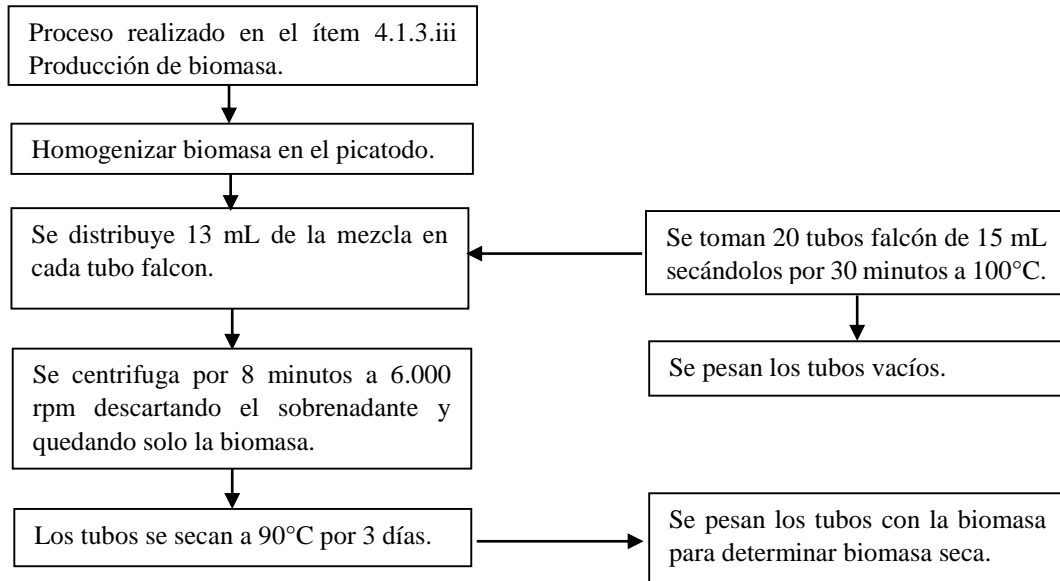 Proceso realizado en el ítem 4.1.3.iii
Producción de biomasa.
Homogenizar biomasa en el picatodo.
Se distribuye 13 mL de la mezcla en
cada tubo falcon.
Se toman 20 tubos falcón de 15 mL
secándolos por 30 minutos a 100°C.
Se pesan los tubos vacíos.
Se centrifuga por 8 minutos a 6.000
rpm descartando el sobrenadante y
quedando solo la biomasa.
Los tubos se secan a 90°C por 3 días.
Se pesan los tubos con la biomasa
para determinar biomasa seca.